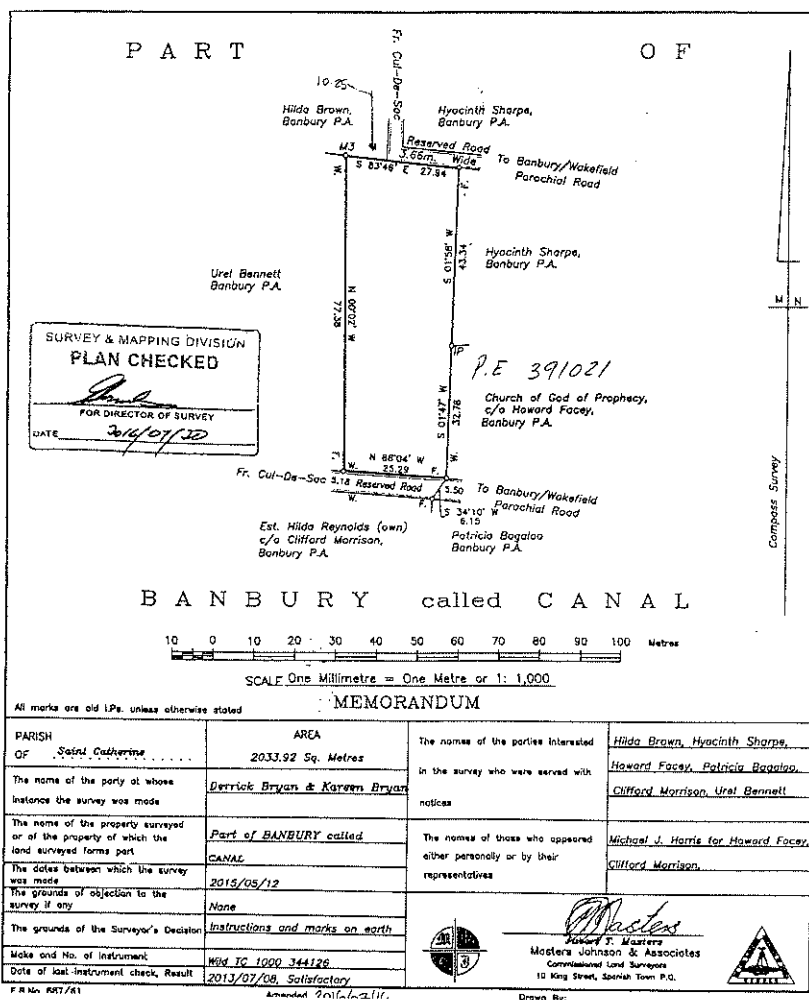 PART OF
Fr. Cul-De-Sac
10.25
Hilda Brown,
Banbury P.A.
Hyacinth Sharpe,
Banbury P.A.
M3
Reserved Road
3.66m. Wide
S 83°46' E 27.94
To Banbury/Wakefield
Parochial Road
W.
F.
S 01°58' W
43.34
Hyacinth Sharpe,
Banbury P.A.
Urel Bennett
Banbury P.A.
N 00°02' W
77.38
M N
SURVEY & MAPPING DIVISION
PLAN CHECKED
FOR DIRECTOR OF SURVEY
DATE 2016/07/20
IP
P.E 391021
Church of God of Prophecy,
c/o Howard Facey,
Banbury P.A.
S 01°47' W
32.76
W.
F.
N 88°04' W
25.29
W.
F.
Fr. Cul-De-Sac 5.18 Reserved Road
5.50
To Banbury/Wakefield
Parochial Road
W.
F.
S 34°10' W
6.15
Est. Hilda Reynolds (own)
c/o Clifford Morrison,
Banbury P.A.
Patricia Bagaloo
Banbury P.A.
Compass Survey
BANBURY called CANAL
10 0 10 20 30 40 50 60 70 80 90 100 Metres
SCALE One Millimetre = One Metre or 1: 1,000
MEMORANDUM
All marks are old I.Ps. unless otherwise stated
PARISH
OF Saint Catherine
AREA
2033.92 Sq. Metres
The name of the party at whose
instance the survey was made
Derrick Bryan & Kareen Bryan
The name of the property surveyed
or of the property of which the
land surveyed forms part
Part of BANBURY called
CANAL
The dates between which the survey
was made
2015/05/12
The grounds of objection to the
survey if any
None
The grounds of the Surveyor's Decision
Instructions and marks on earth
Make and No. of Instrument
Wild TC 1000 344126
Date of last instrument check, Result
2013/07/08, Satisfactory
The names of the parties interested
in the survey who were served with
notices
Hilda Brown, Hyacinth Sharpe,
Howard Facey, Patricia Bagaloo,
Clifford Morrison, Urel Bennett
The names of those who appeared
either personally or by their
representatives
Michael J. Harris for Howard Facey,
Clifford Morrison,
Masters
Masters Johnson & Associates
Commissioned Land Surveyors
10 King Street, Spanish Town P.O.
Amended
Drawn By: